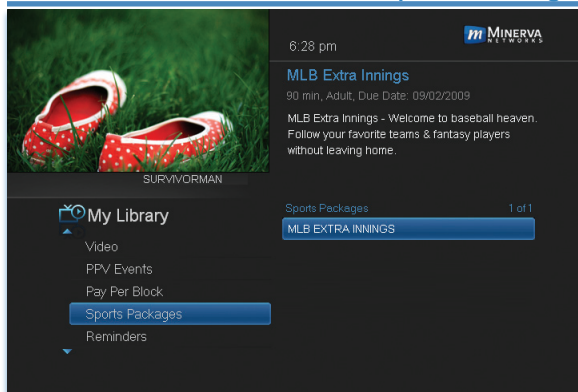 6:28 pm
m MINERVA
NETWORKS
MLB Extra Innings
90 min, Adult, Due Date: 09/02/2009
MLB Extra Innings - Welcome to baseball heaven.
Follow your favorite teams & fantasy players
without leaving home.
SURVIVORMAN
My Library
Video
PPV Events
Pay Per Block
Sports Packages
Reminders
Sports Packages 1 of 1
MLB EXTRA INNINGS